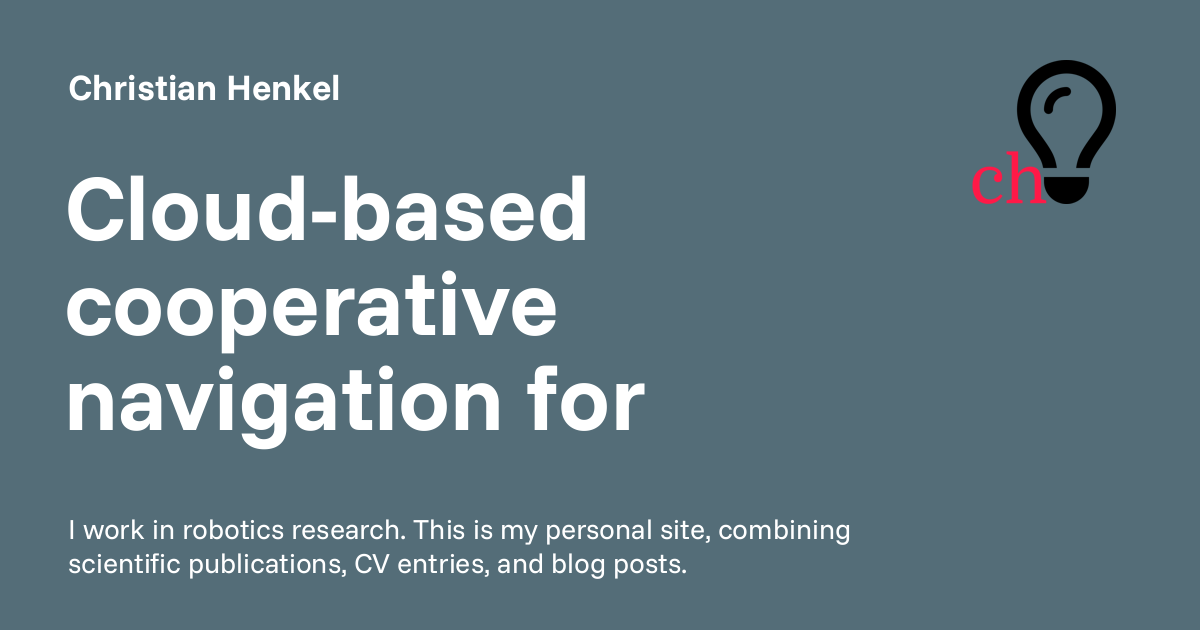 Christian Henkel
ch
Cloud-based
cooperative
navigation for
I work in robotics research. This is my personal site, combining
scientific publications, CV entries, and blog posts.